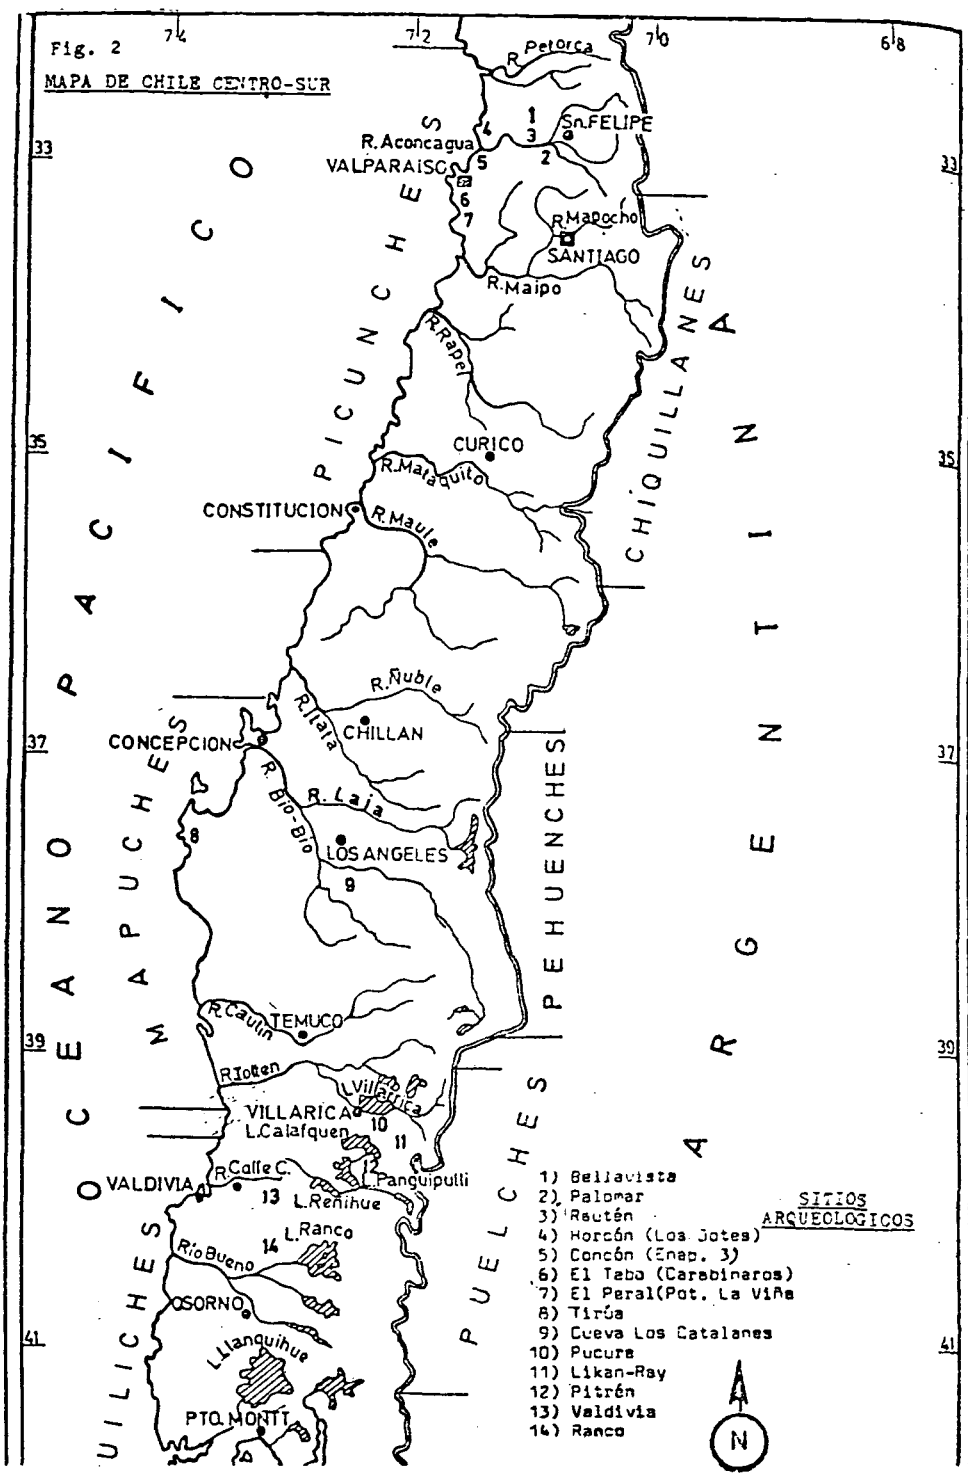 74
72
70
68
Fig. 2
MAPA DE CHILE CENTRO-SUR
R. Petorca
1
Sn. FELIPE
4
3
R. Aconcagua
5
2
33
33
VALPARAISO
6
7
R. Mapocho
SANTIAGO
R. Maipo
R. Rapel
CURICO
35
35
R. Mataquito
CONSTITUCION
R. Maule
R. Ñuble
R. Itata
CHILLAN
CONCEPCION
37
37
R. Bio-Bio
R. Laja
8
LOS ANGELES
9
R. Cautin
TEMUCO
39
39
R. Tolten
L. Villarrica
VILLARICA
10
L. Calafquen
11
12
R. Calle C.
L. Panguipulli
VALDIVIA
13
L. Reñihue
L. Ranco
14
Rio Bueno
OSORNO
41
41
L. Llanquihue
PTO. MONTT
OCEANO PACIFICO
PICUNCHES
MAPUCHES
UILICHES
CHIQUILLANES
PEHUENCHES
PUELCHES
ARGENTINA
SITIOS
ARQUEOLOGICOS
1) Bellavista
2) Palomar
3) Rautén
4) Horcón (Los Jotes)
5) Concón (Enap. 3)
6) El Tabo (Carabineros)
7) El Peral (Pot. La Viña
8) Tirúa
9) Cueva Los Catalanes
10) Pucura
11) Likan-Ray
12) Pitrén
13) Valdivia
14) Ranco
N